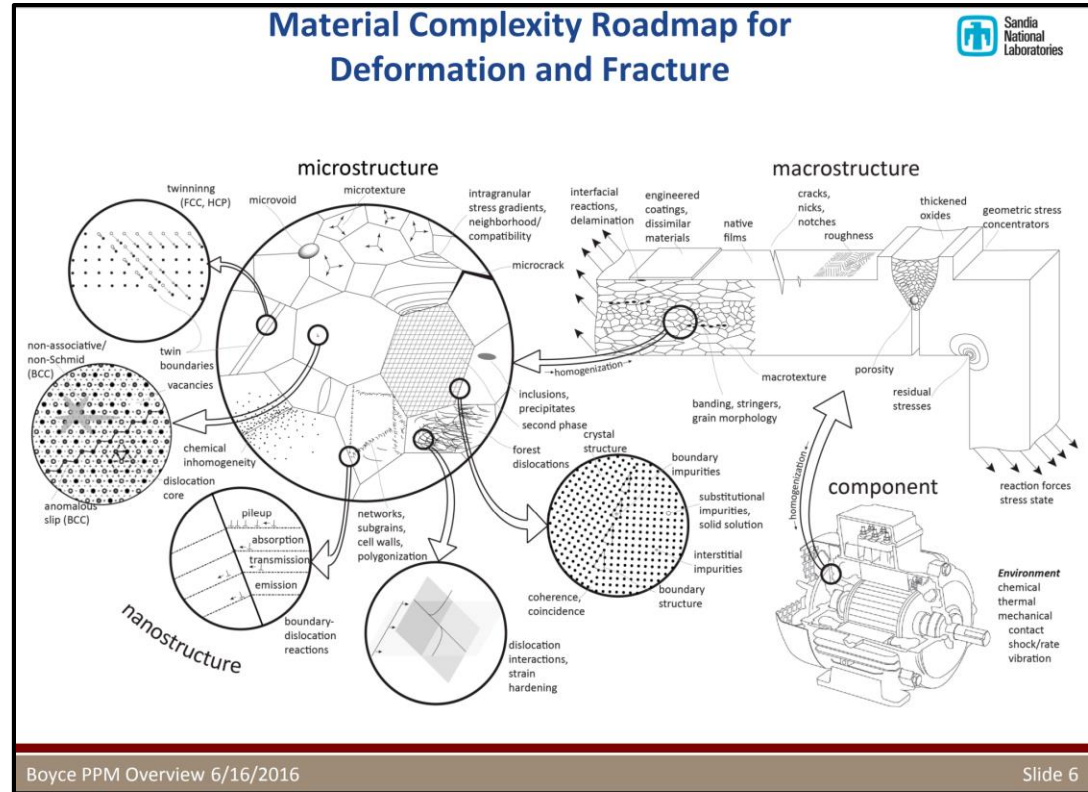 Material Complexity Roadmap for
Deformation and Fracture
Sandia
National
Laboratories
microstructure
twinninng
(FCC, HCP)
microvoid
microtexture
intragranular
stress gradients,
neighborhood/
compatibility
microcrack
non-associative/
non-Schmid
(BCC)
twin
boundaries
vacancies
chemical
inhomogeneity
dislocation
core
anomalous
slip (BCC)
inclusions,
precipitates
second phase
forest
dislocations
networks,
subgrains,
cell walls,
polygonization
nanostructure
pileup
absorption
transmission
emission
boundary-
dislocation
reactions
dislocation
interactions,
strain
hardening
crystal
structure
boundary
impurities
substitutional
impurities,
solid solution
interstitial
impurities
boundary
structure
coherence,
coincidence
homogenization
macrostructure
interfacial
reactions,
delamination
engineered
coatings,
dissimilar
materials
native
films
cracks,
nicks,
notches
roughness
thickened
oxides
geometric stress
concentrators
macrotexture
banding, stringers,
grain morphology
porosity
residual
stresses
reaction forces
stress state
homogenization
component
Environment
chemical
thermal
mechanical
contact
shock/rate
vibration
Boyce PPM Overview 6/16/2016
Slide 6